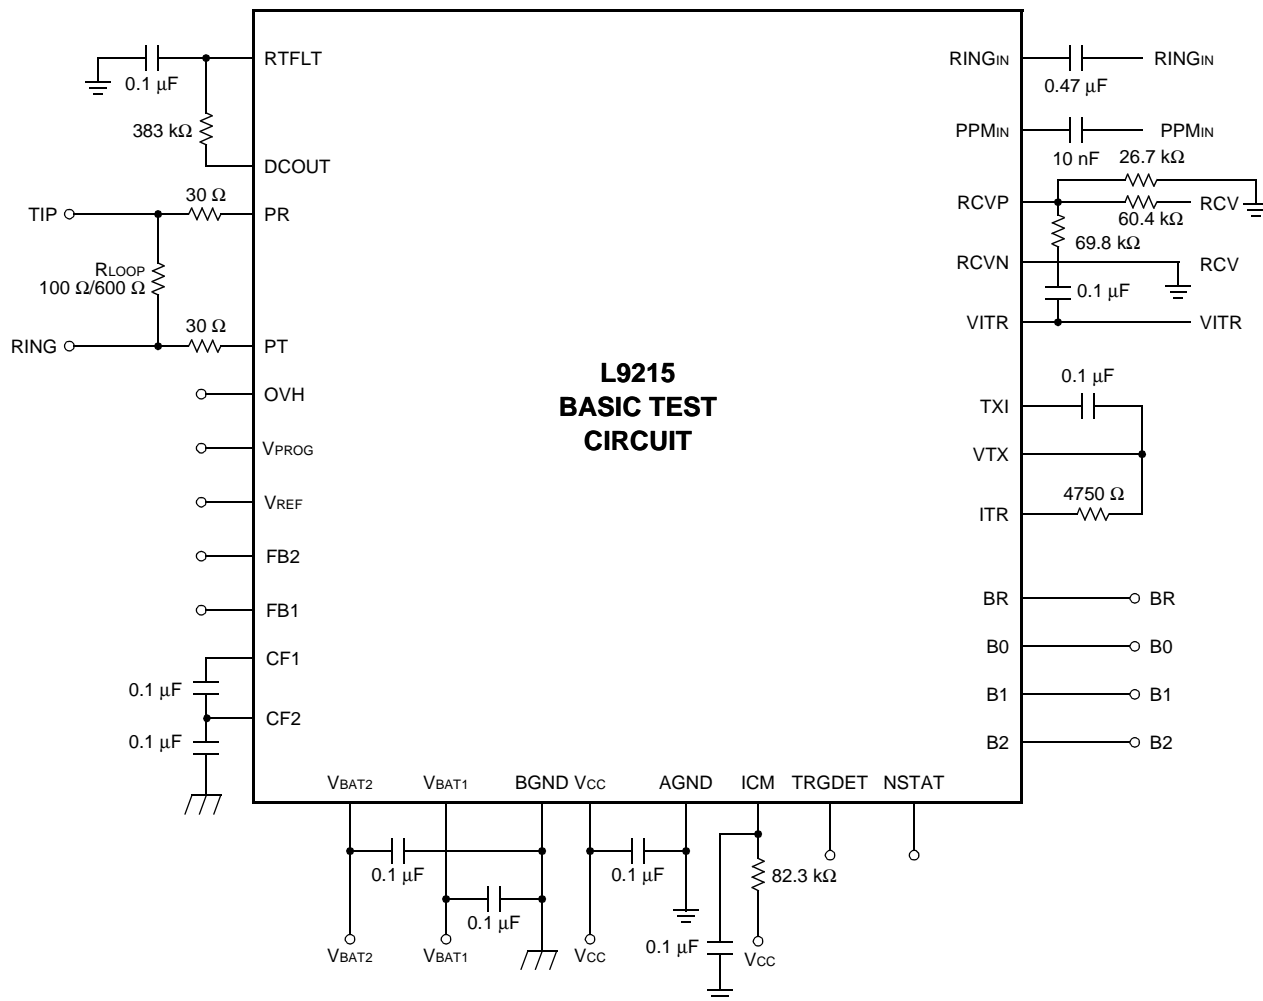 RTFLT
0.1 μF
383 kΩ
DCOUT
30 Ω
TIP
PR
RLOOP
100 Ω/600 Ω
30 Ω
RING
PT
OVH
VPROG
VREF
FB2
FB1
CF1
0.1 μF
CF2
0.1 μF
L9215
BASIC TEST
CIRCUIT
RINGIN
RINGIN
0.47 μF
PPMIN
PPMIN
10 nF
26.7 kΩ
RCVP
RCV
60.4 kΩ
69.8 kΩ
RCVN
RCV
0.1 μF
VITR
VITR
0.1 μF
TXI
VTX
4750 Ω
ITR
BR
BR
B0
B0
B1
B1
B2
B2
VBAT2
VBAT1
BGND
VCC
AGND
ICM
TRGDET
NSTAT
0.1 μF
0.1 μF
82.3 kΩ
0.1 μF
0.1 μF
VBAT2
VBAT1
VCC
VCC